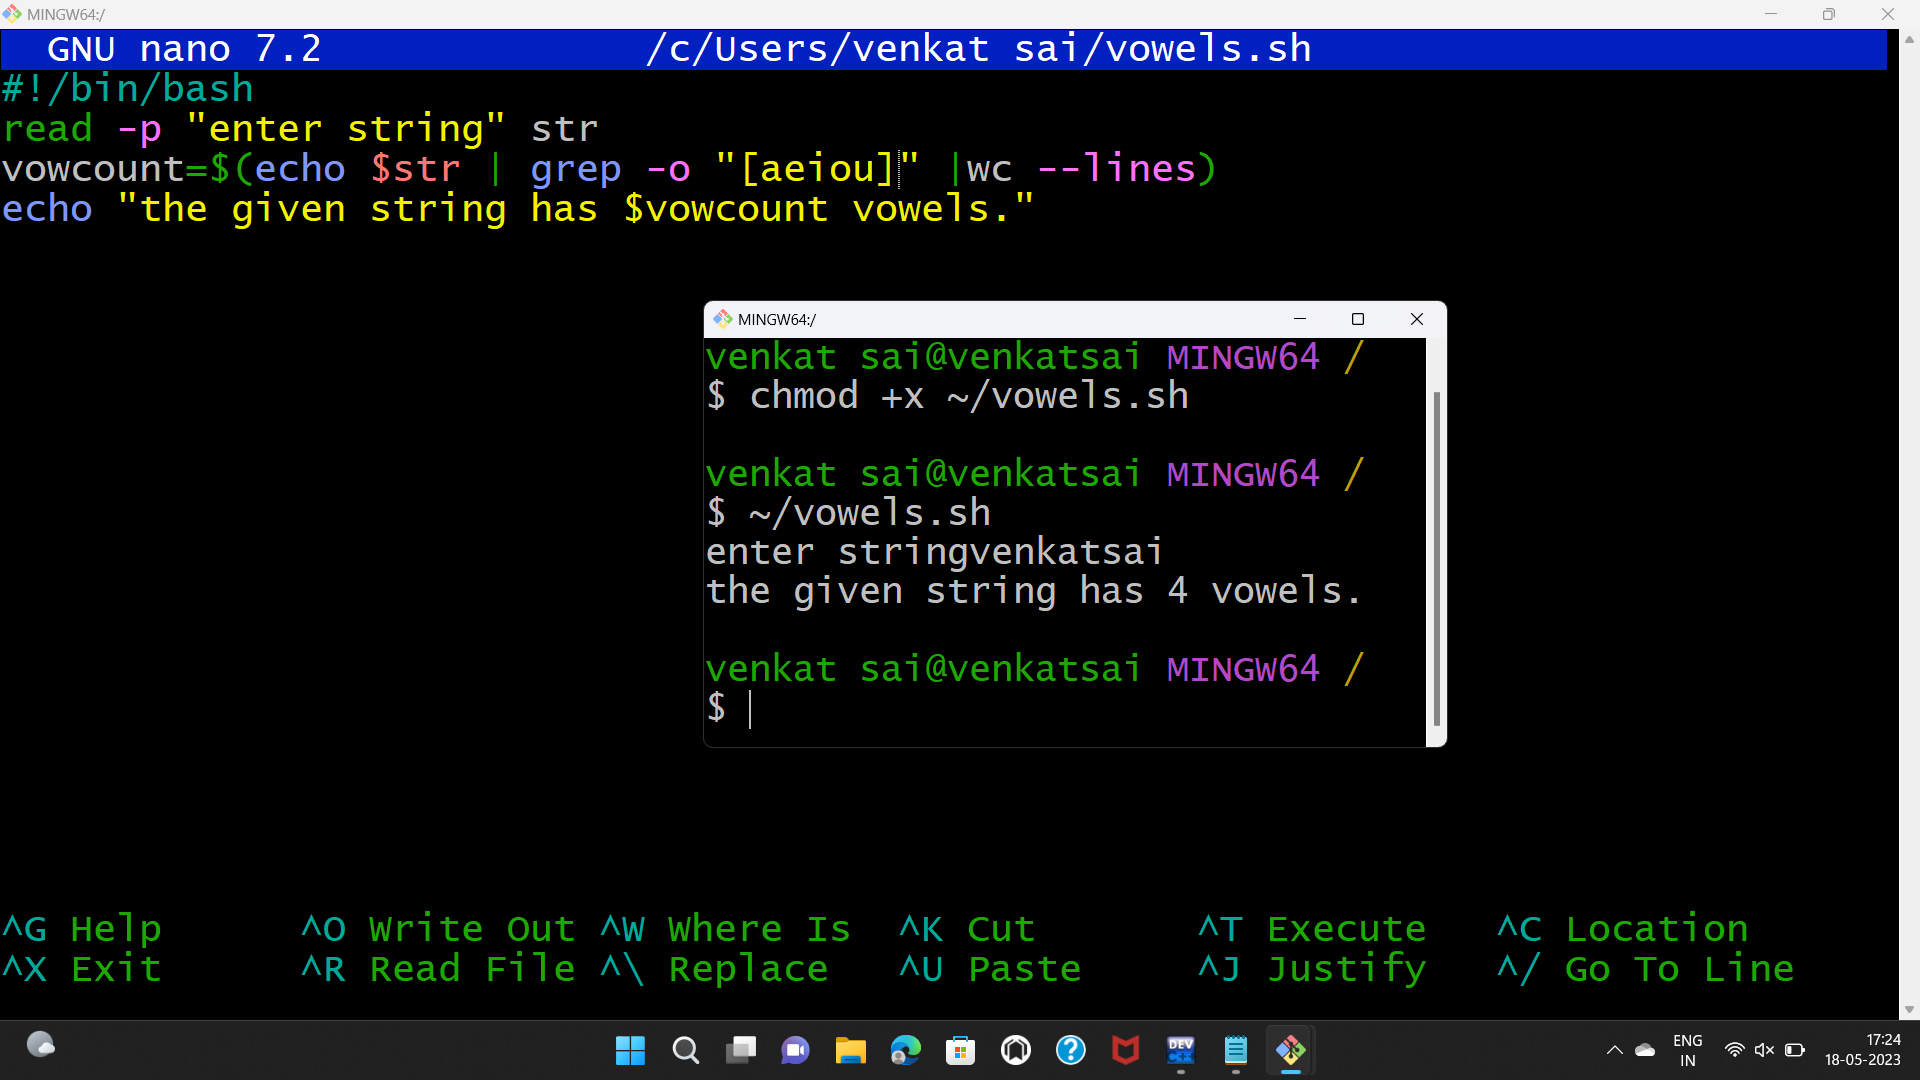 MINGW64:/
GNU nano 7.2 /c/Users/venkat sai/vowels.sh
#!/bin/bash
read -p "enter string" str
vowcount=$(echo $str | grep -o "[aeiou]" |wc --lines)
echo "the given string has $vowcount vowels."
MINGW64:/
venkat sai@venkatsai MINGW64 /
$ chmod +x ~/vowels.sh
venkat sai@venkatsai MINGW64 /
$ ~/vowels.sh
enter stringvenkatsai
the given string has 4 vowels.
venkat sai@venkatsai MINGW64 /
$
^G Help ^O Write Out ^W Where Is ^K Cut ^T Execute ^C Location
^X Exit ^R Read File ^\ Replace ^U Paste ^J Justify ^/ Go To Line
DEV
C++
ENG
IN
17:24
18-05-2023